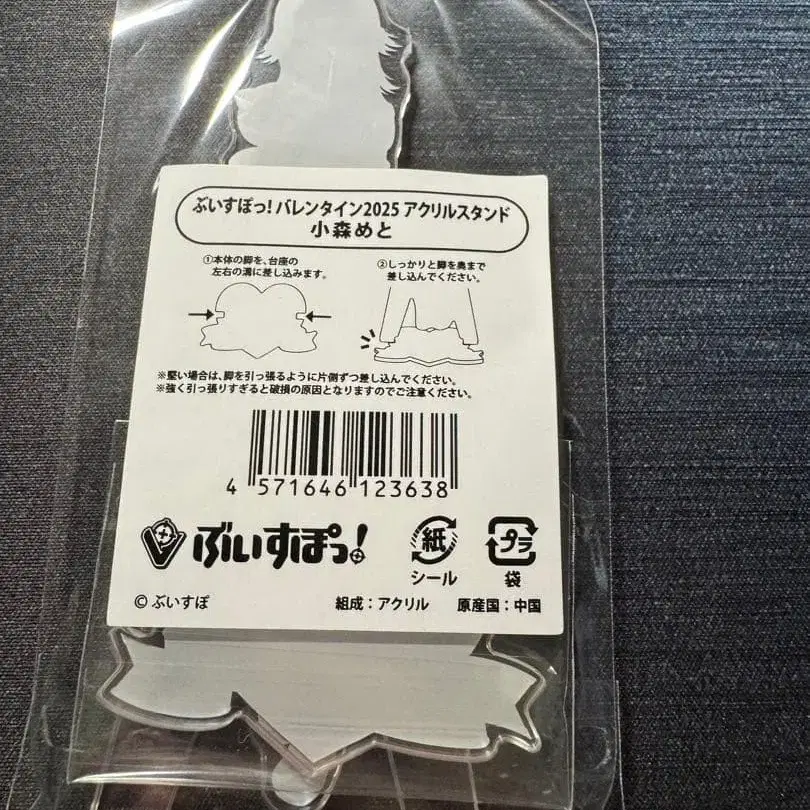 ぶいすぽっ! バレンタイン2025 アクリルスタンド
小森めと
①本体の脚を、台座の
左右の溝に差し込みます。
②しっかりと脚を奥まで
差し込んでください。
※堅い場合は、脚を引っ張るように片側ずつ差し込んでください。
※強く引っ張りすぎると破損の原因となりますのでご注意ください。
4 571646 123638
ぶいすぽっ!
紙
シール
プラ
袋
© ぶいすぽ
組成：アクリル
原産国：中国